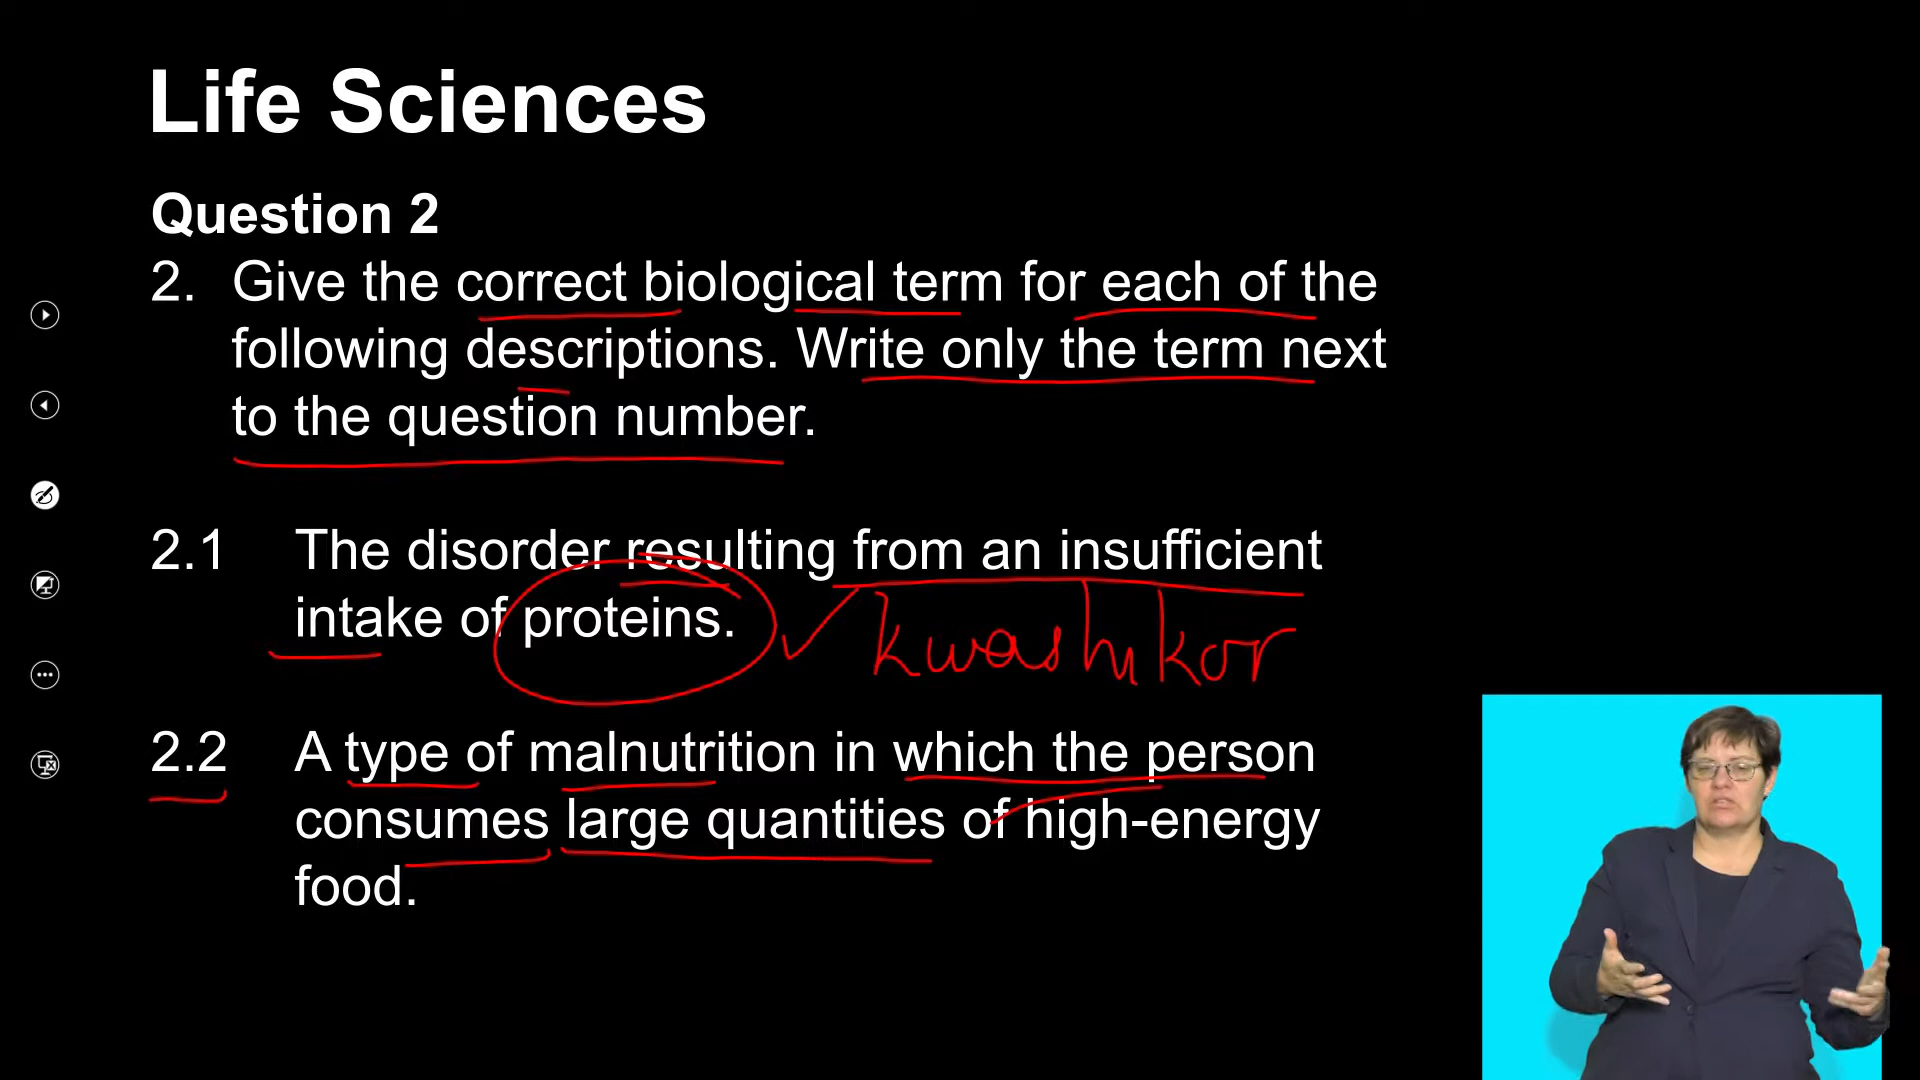 Life Sciences
Question 2
2. Give the correct biological term for each of the
following descriptions. Write only the term next
to the question number.
2.1 The disorder resulting from an insufficient
intake of proteins.
kwashikor
2.2 A type of malnutrition in which the person
consumes large quantities of high-energy
food.